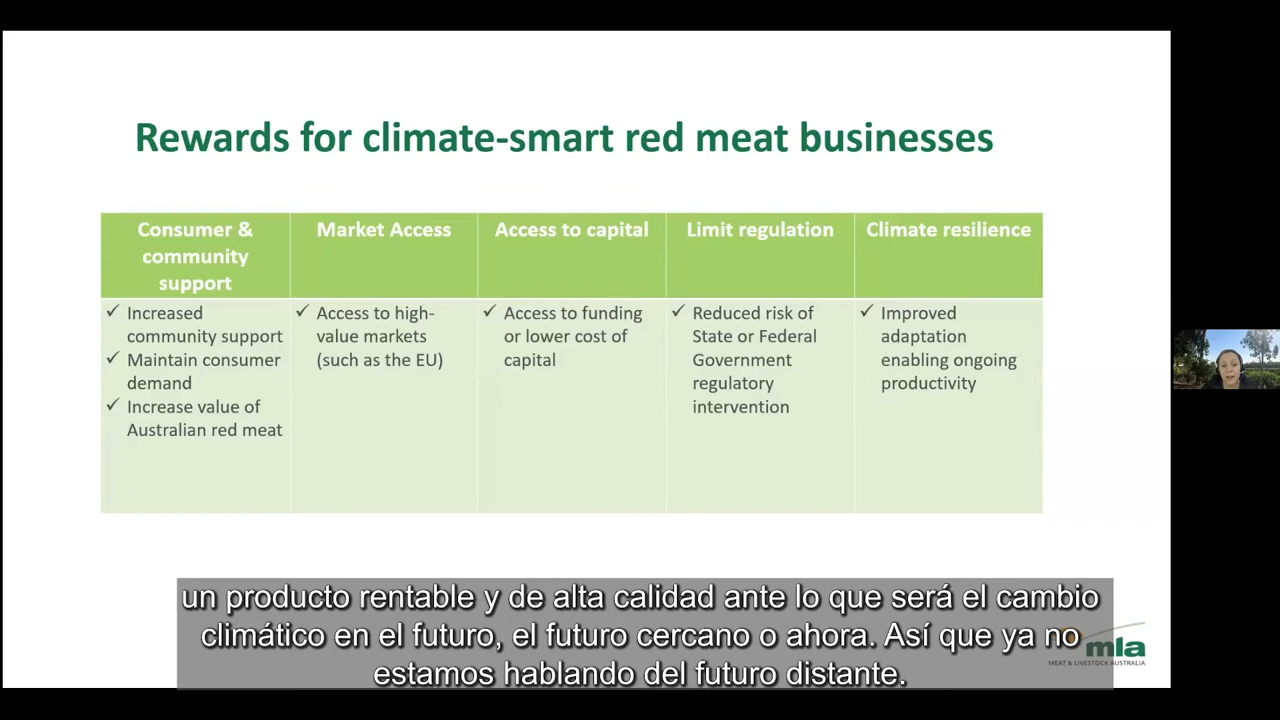 Rewards for climate-smart red meat businesses
Consumer &
community
support
Market Access
Access to capital
Limit regulation
Climate resilience
✓ Increased
community support
✓ Maintain consumer
demand
✓ Increase value of
Australian red meat
✓ Access to high-
value markets
(such as the EU)
✓ Access to funding
or lower cost of
capital
✓ Reduced risk of
State or Federal
Government
regulatory
intervention
✓ Improved
adaptation
enabling ongoing
productivity
un producto rentable y de alta calidad ante lo que será el cambio
climático en el futuro, el futuro cercano o ahora. Así que ya no
estamos hablando del futuro distante.
mla
MEAT & LIVESTOCK AUSTRALIA